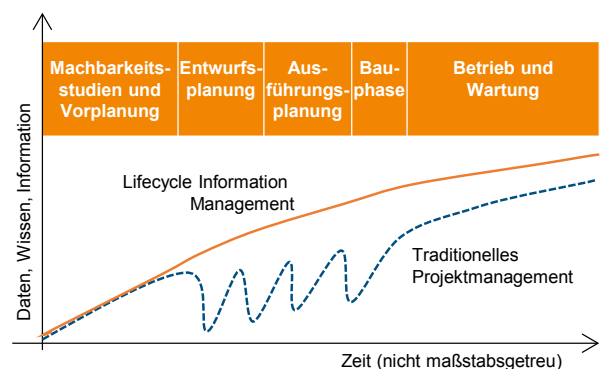 Machbarkeits-
studien und
Vorplanung
Entwurfs-
planung
Aus-
führungs-
planung
Bau-
phase
Betrieb und
Wartung
Daten, Wissen, Information
Lifecycle Information
Management
Traditionelles
Projektmanagement
Zeit (nicht maßstabsgetreu)